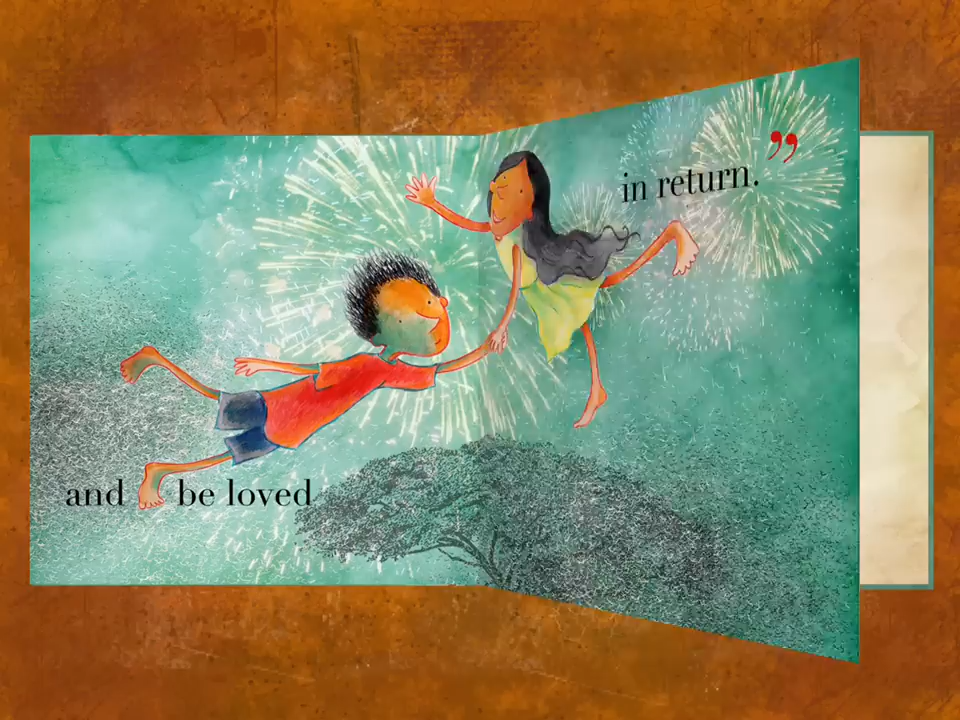 and be loved
in return.”